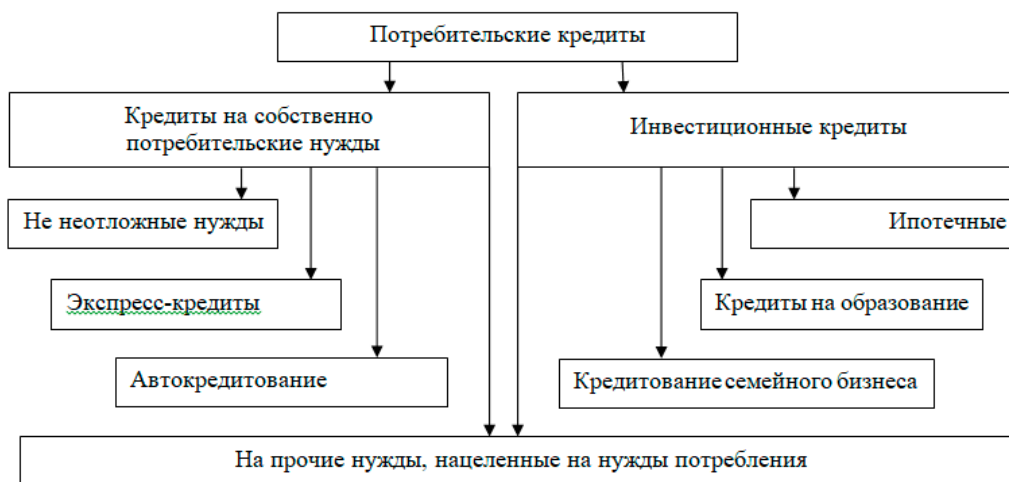 Потребительские кредиты
Кредиты на собственно
потребительские нужды
Инвестиционные кредиты
Не неотложные нужды
Ипотечные
Экспресс-кредиты
Кредиты на образование
Автокредитование
Кредитование семейного бизнеса
На прочие нужды, нацеленные на нужды потребления